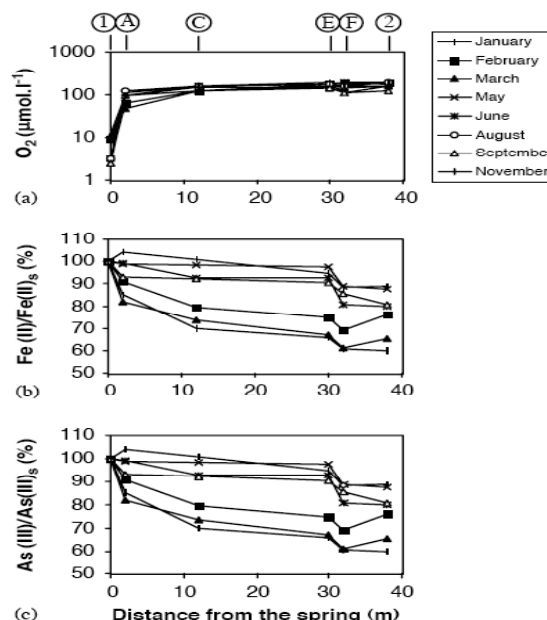 1 A C E F 2
1000
100
10
1
O₂ (μmol.l⁻¹)
(a)
0 10 20 30 40
January
February
March
May
June
August
September
November
110
100
90
80
70
60
50
Fe (II)/Fe(II)ₛ (%)
(b)
0 10 20 30 40
110
100
90
80
70
60
50
As (III)/As(III)ₛ (%)
(c)
0 10 20 30 40
Distance from the spring (m)